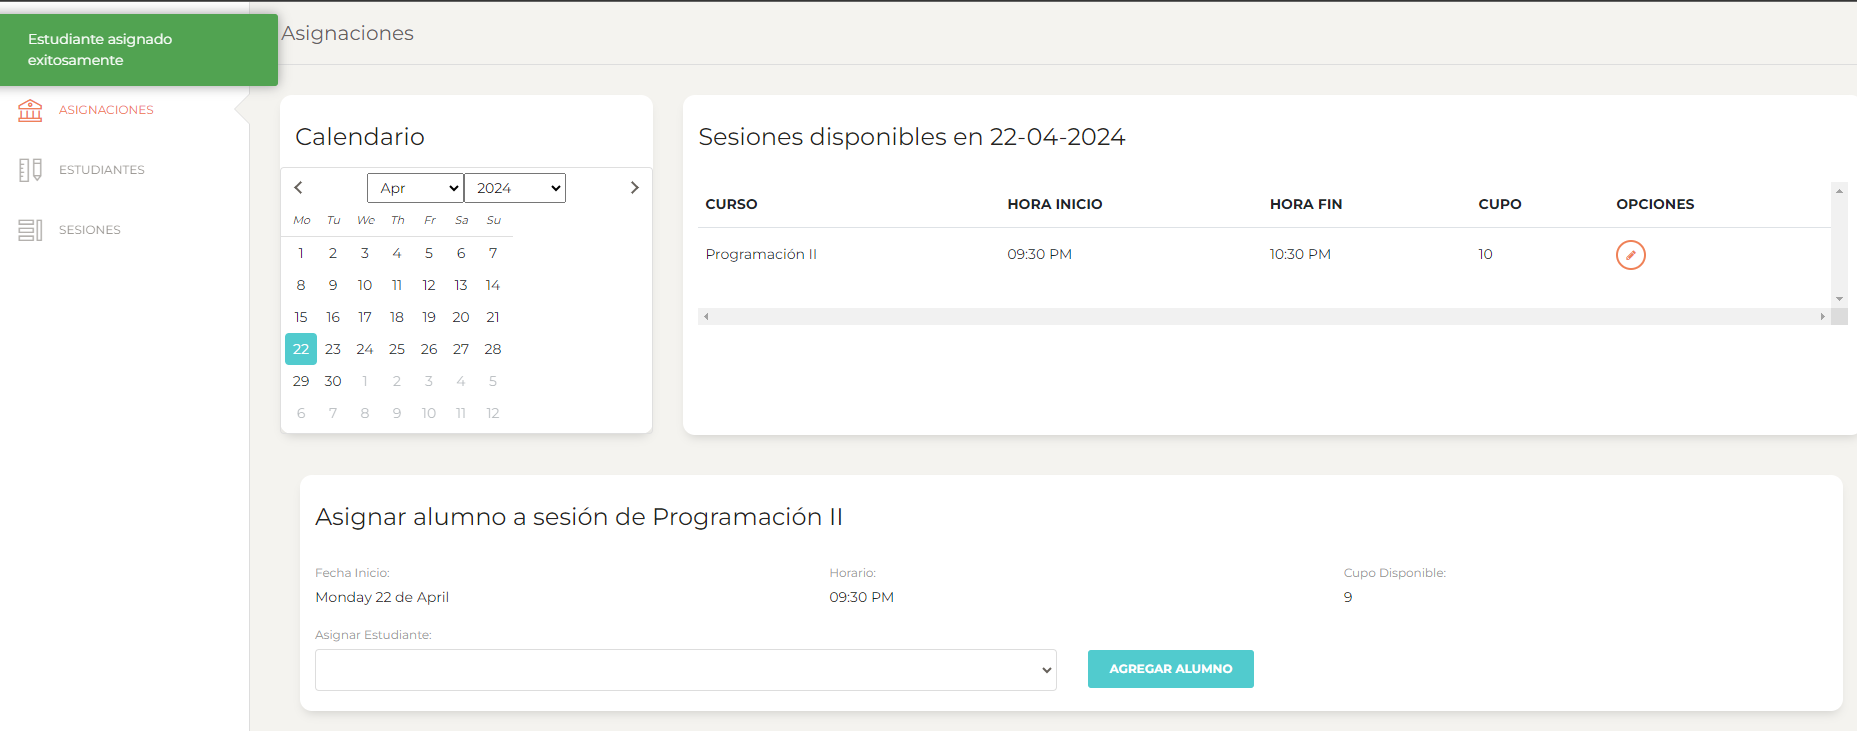 Estudiante asignado
exitosamente
ASIGNACIONES
ESTUDIANTES
SESIONES
Asignaciones
Calendario
Apr 2024
Mo Tu We Th Fr Sa Su
1 2 3 4 5 6 7
8 9 10 11 12 13 14
15 16 17 18 19 20 21
22 23 24 25 26 27 28
29 30 1 2 3 4 5
6 7 8 9 10 11 12
Sesiones disponibles en 22-04-2024
CURSO HORA INICIO HORA FIN CUPO OPCIONES
Programación II 09:30 PM 10:30 PM 10
Asignar alumno a sesión de Programación II
Fecha Inicio: Horario: Cupo Disponible:
Monday 22 de April 09:30 PM 9
Asignar Estudiante:
AGREGAR ALUMNO